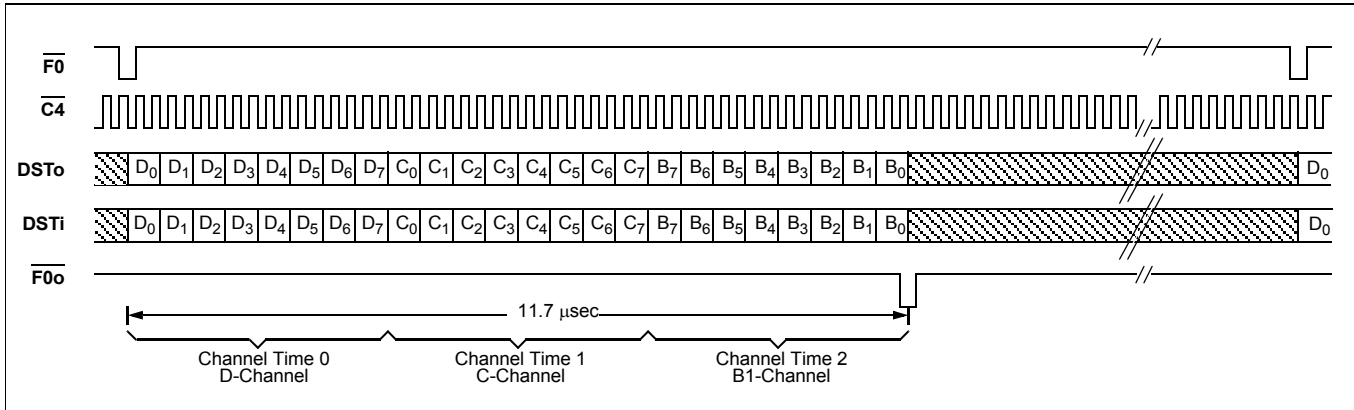 F0
C4
DSTo D0 D1 D2 D3 D4 D5 D6 D7 C0 C1 C2 C3 C4 C5 C6 C7 B7 B6 B5 B4 B3 B2 B1 B0 D0
DSTi D0 D1 D2 D3 D4 D5 D6 D7 C0 C1 C2 C3 C4 C5 C6 C7 B7 B6 B5 B4 B3 B2 B1 B0 D0
F0o
11.7 μsec
Channel Time 0 Channel Time 1 Channel Time 2
D-Channel C-Channel B1-Channel